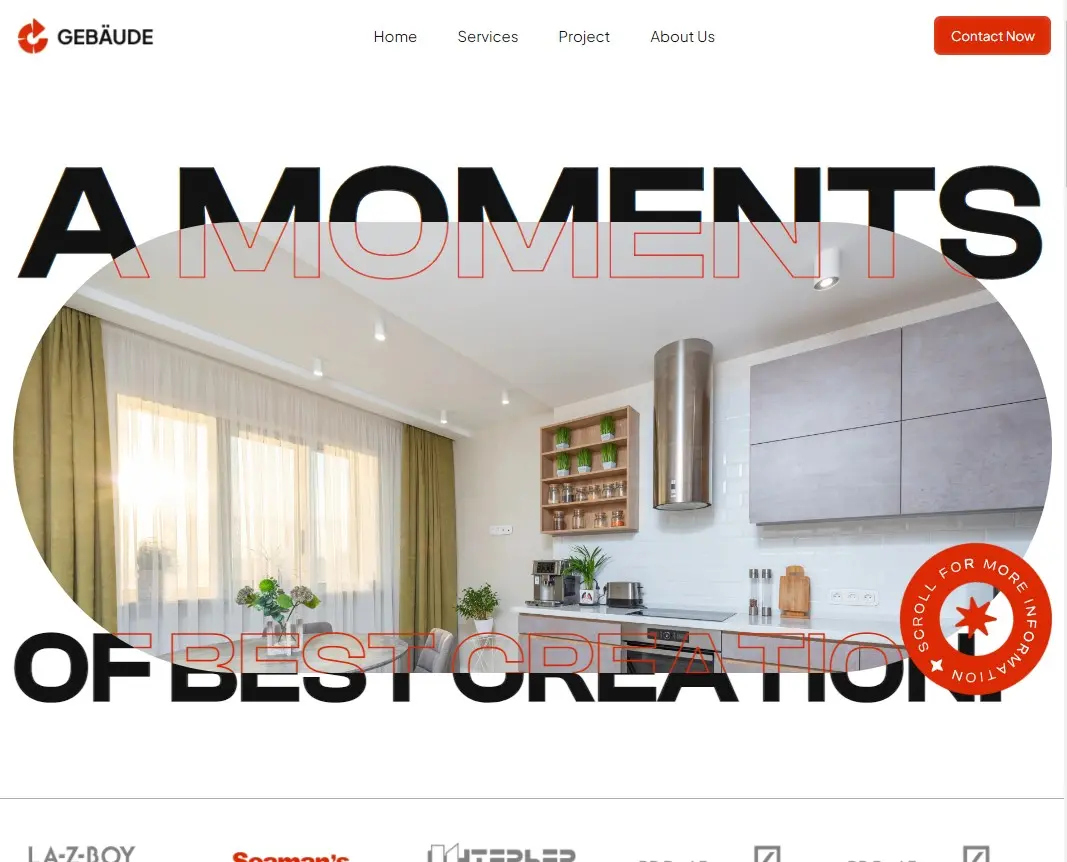 GEBÄUDE
Home
Services
Project
About Us
Contact Now
A MOMENTS
OF BEST CREATION!
SCROLL FOR MORE INFORMATION
LA-Z-BOY
Seaman's